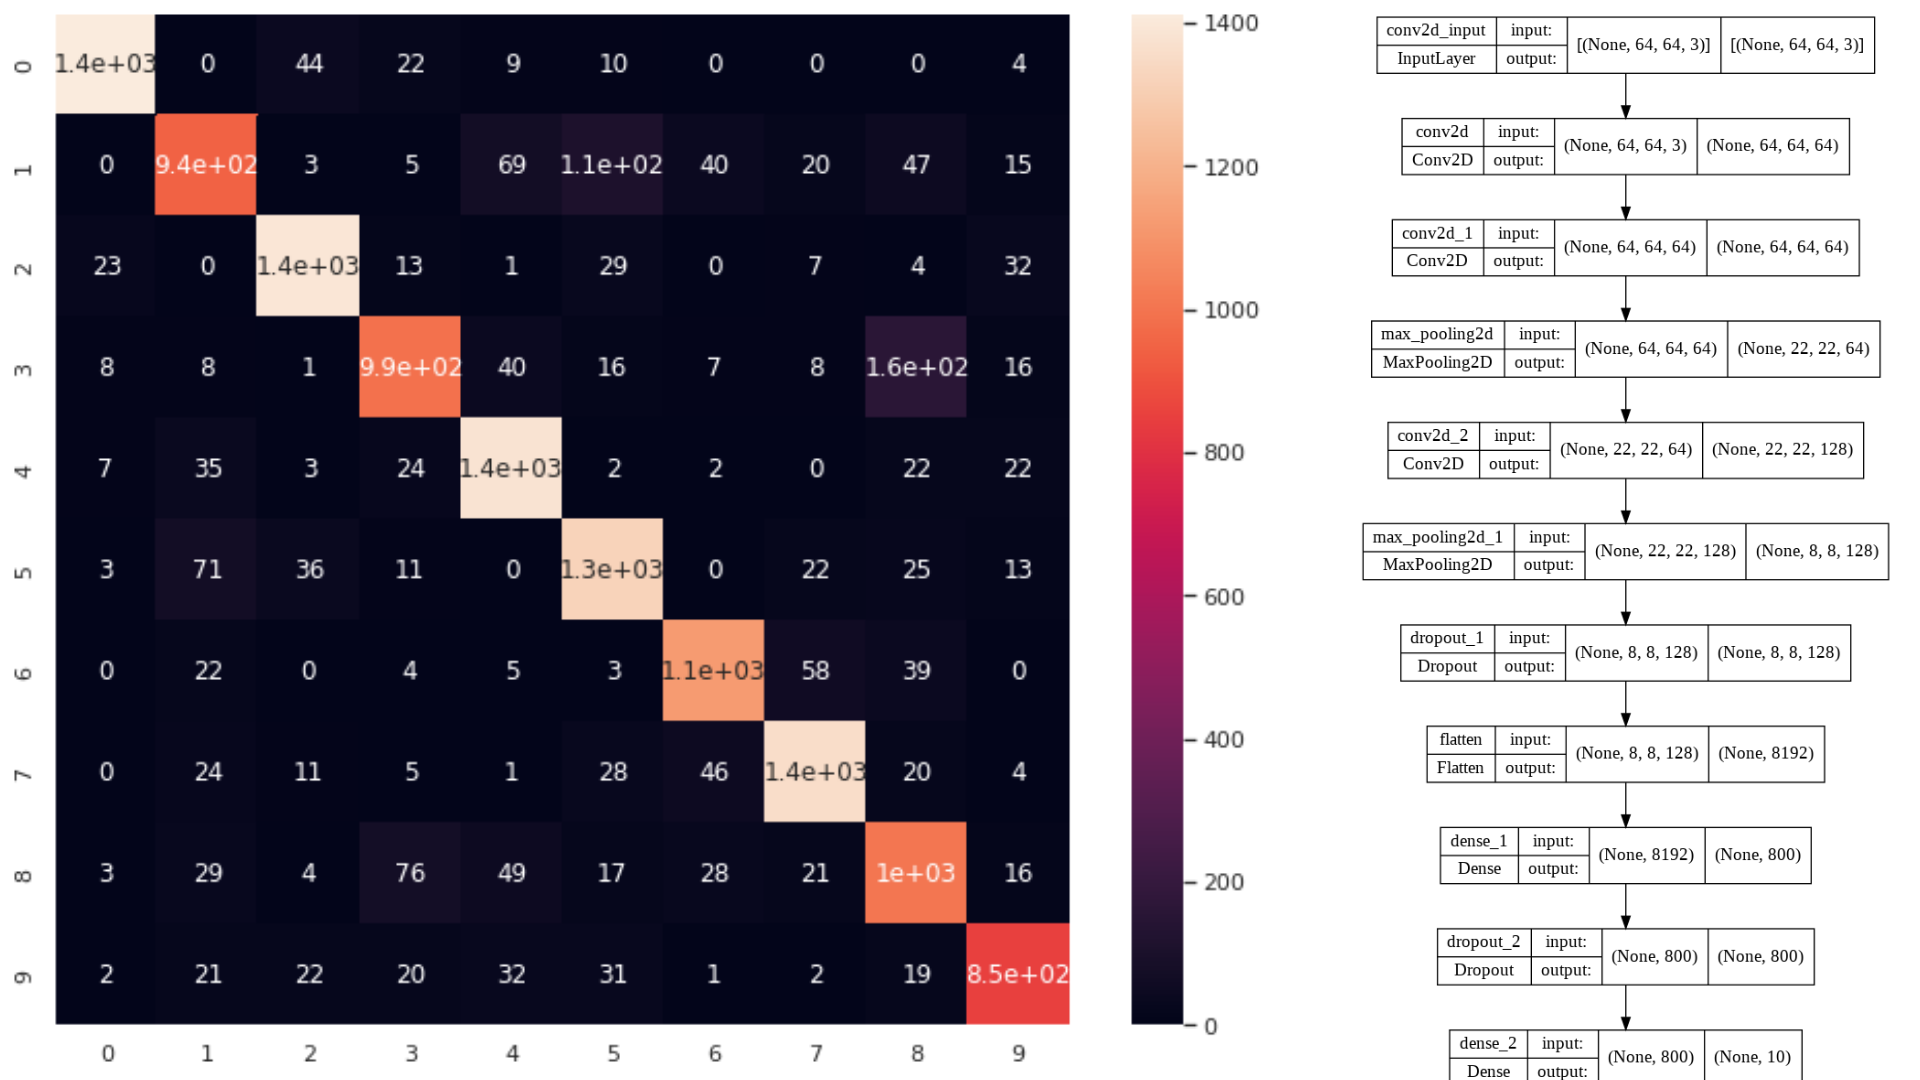 0 1.4e+03 0 44 22 9 10 0 0 0 4
1 0 9.4e+02 3 5 69 1.1e+02 40 20 47 15
2 23 0 1.4e+03 13 1 29 0 7 4 32
3 8 8 1 9.9e+02 40 16 7 8 1.6e+02 16
4 7 35 3 24 1.4e+03 2 2 0 22 22
5 3 71 36 11 0 1.3e+03 0 22 25 13
6 0 22 0 4 5 3 1.1e+03 58 39 0
7 0 24 11 5 1 28 46 1.4e+03 20 4
8 3 29 4 76 49 17 28 21 1e+03 16
9 2 21 22 20 32 31 1 2 19 8.5e+02
0 1 2 3 4 5 6 7 8 9
1400
1200
1000
800
600
400
200
0
conv2d_input input: [(None, 64, 64, 3)] [(None, 64, 64, 3)]
InputLayer output:
conv2d input: (None, 64, 64, 3) (None, 64, 64, 64)
Conv2D output:
conv2d_1 input: (None, 64, 64, 64) (None, 64, 64, 64)
Conv2D output:
max_pooling2d input: (None, 64, 64, 64) (None, 22, 22, 64)
MaxPooling2D output:
conv2d_2 input: (None, 22, 22, 64) (None, 22, 22, 128)
Conv2D output:
max_pooling2d_1 input: (None, 22, 22, 128) (None, 8, 8, 128)
MaxPooling2D output:
dropout_1 input: (None, 8, 8, 128) (None, 8, 8, 128)
Dropout output:
flatten input: (None, 8, 8, 128) (None, 8192)
Flatten output:
dense_1 input: (None, 8192) (None, 800)
Dense output:
dropout_2 input: (None, 800) (None, 800)
Dropout output:
dense_2 input: (None, 800) (None, 10)
Dense output: